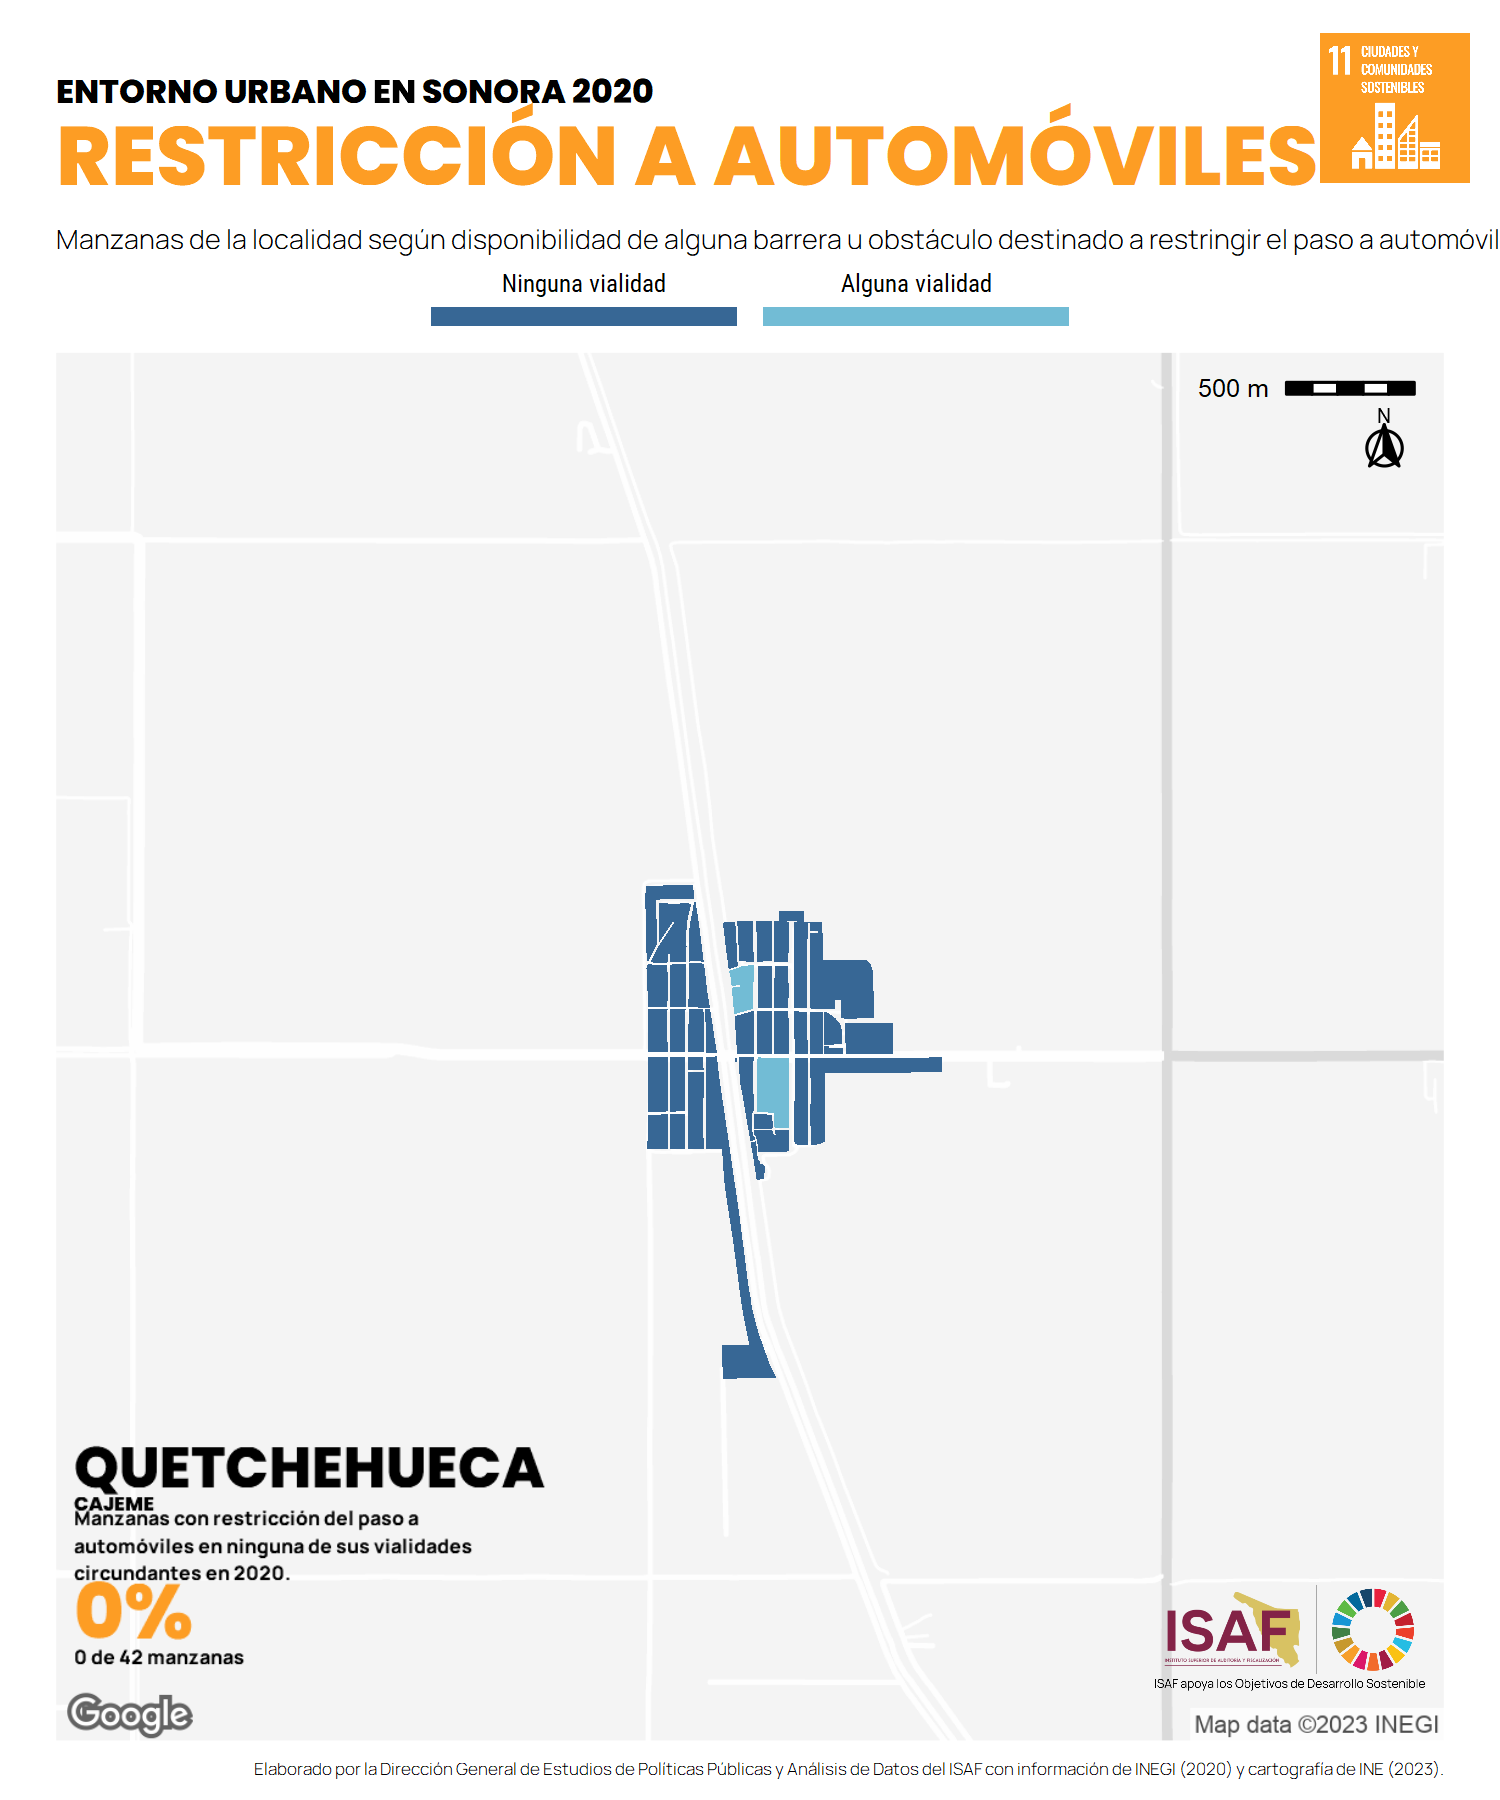 ENTORNO URBANO EN SONORA 2020
RESTRICCIÓN A AUTOMÓVILES
11 CIUDADES Y
COMUNIDADES
SOSTENIBLES
Manzanas de la localidad según disponibilidad de alguna barrera u obstáculo destinado a restringir el paso a automóvil
Ninguna vialidad
Alguna vialidad
500 m
N
QUETCHEHUECA
CAJEME
Manzanas con restricción del paso a
automóviles en ninguna de sus vialidades
circundantes en 2020.
0%
0 de 42 manzanas
Google
ISAF
INSTITUTO SUPERIOR DE AUDITORÍA Y FISCALIZACIÓN
ISAF apoya los Objetivos de Desarrollo Sostenible
Map data ©2023 INEGI
Elaborado por la Dirección General de Estudios de Políticas Públicas y Análisis de Datos del ISAF con información de INEGI (2020) y cartografía de INE (2023).